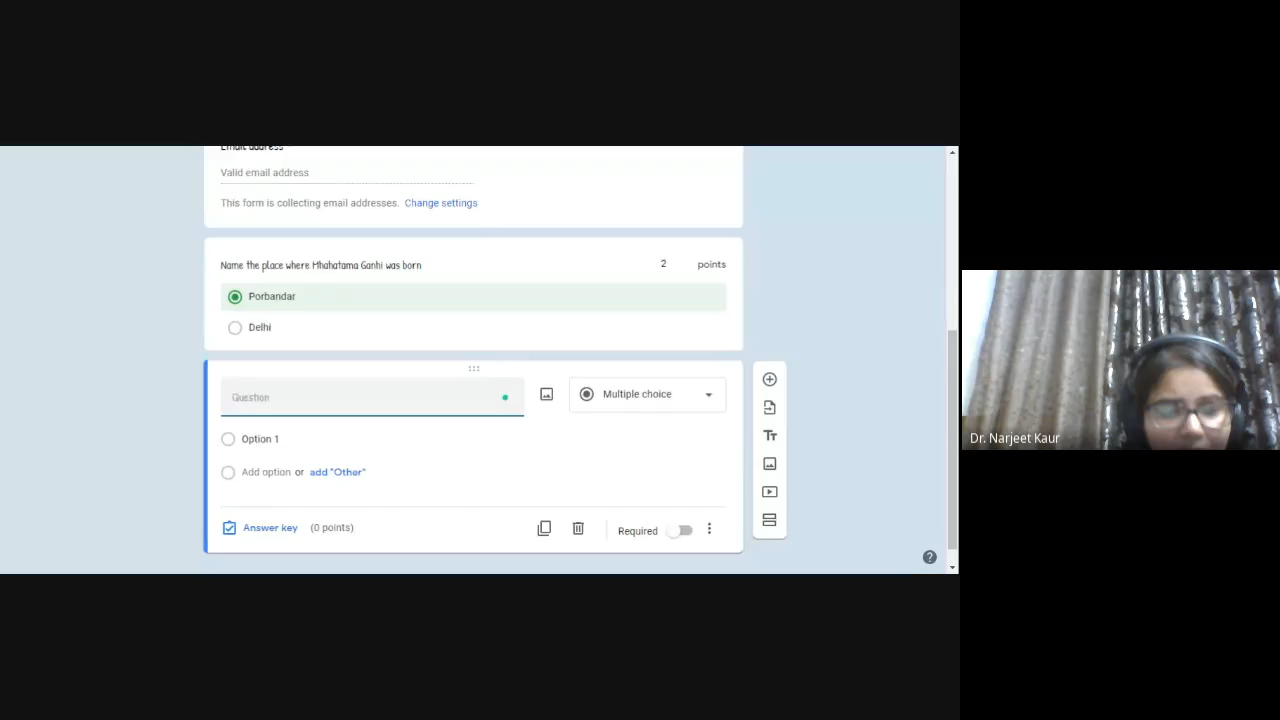 Email address
Valid email address
This form is collecting email addresses. Change settings
Name the place where Mhahatama Ganhi was born
2 points
Porbandar
Delhi
Question
Multiple choice
Option 1
Add option or add "Other"
Answer key (0 points)
Required
Dr. Narjeet Kaur